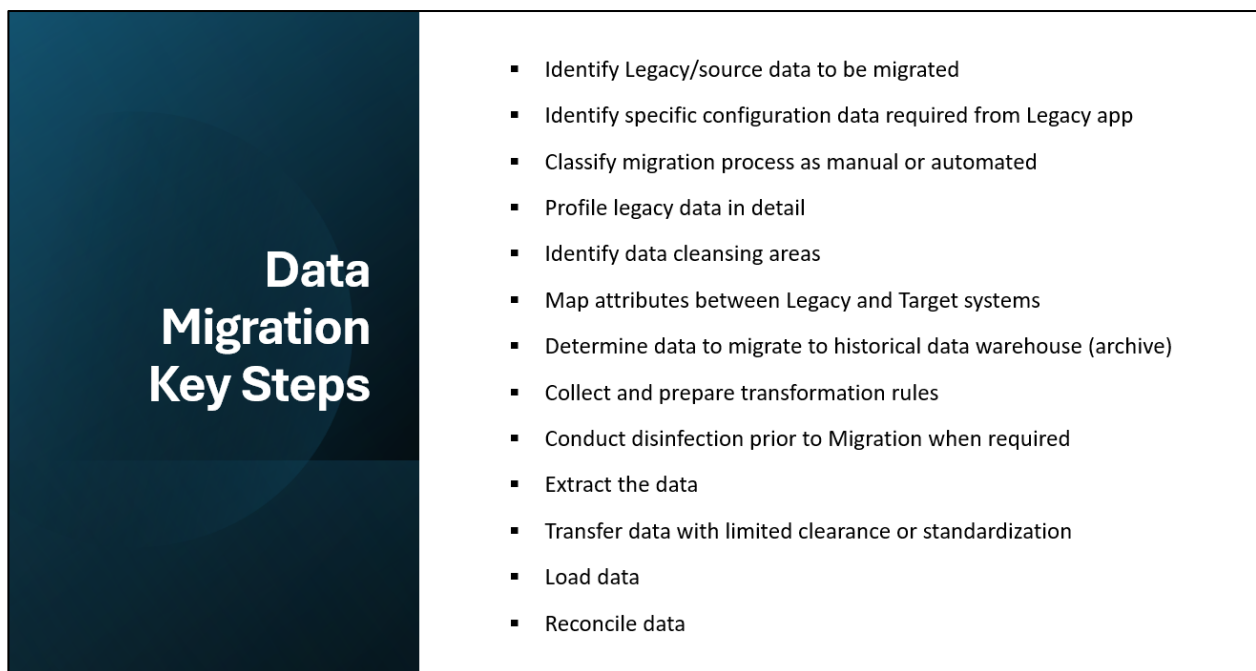 Data
Migration
Key Steps
▪ Identify Legacy/source data to be migrated
▪ Identify specific configuration data required from Legacy app
▪ Classify migration process as manual or automated
▪ Profile legacy data in detail
▪ Identify data cleansing areas
▪ Map attributes between Legacy and Target systems
▪ Determine data to migrate to historical data warehouse (archive)
▪ Collect and prepare transformation rules
▪ Conduct disinfection prior to Migration when required
▪ Extract the data
▪ Transfer data with limited clearance or standardization
▪ Load data
▪ Reconcile data